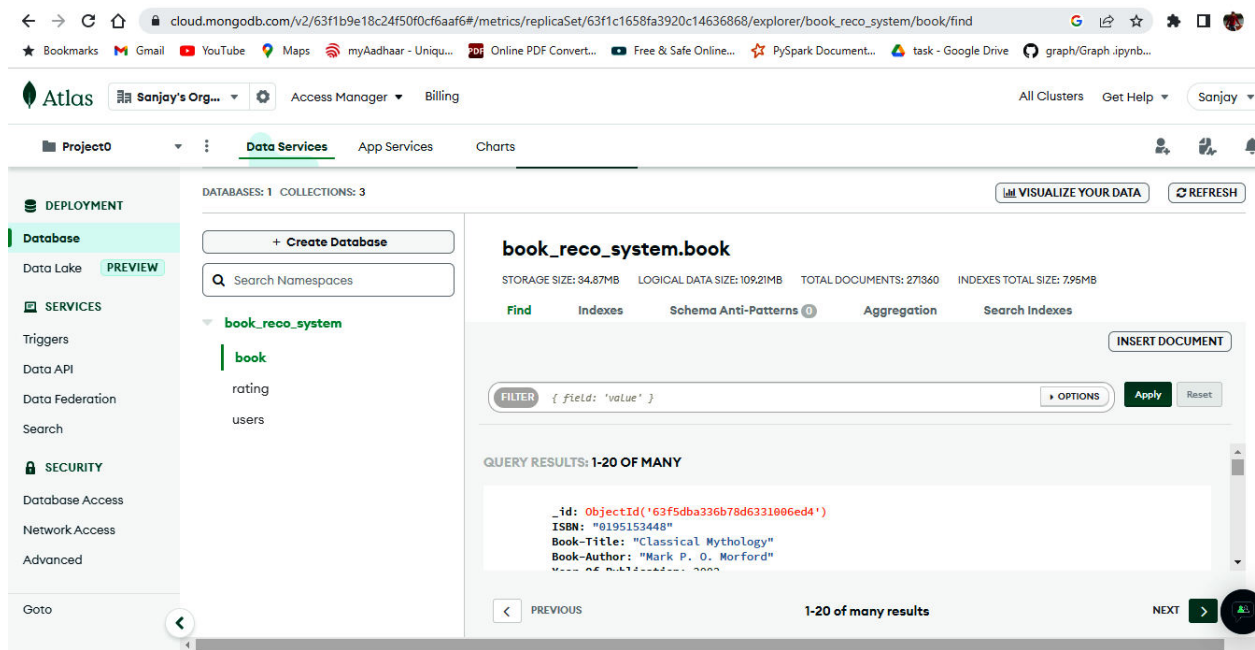 cloud.mongodb.com/v2/63f1b9e18c24f50f0cf6aaf6#/metrics/replicaSet/63f1c1658fa3920c14636868/explorer/book_reco_system/book/find
Bookmarks Gmail YouTube Maps myAadhaar - Uniqu... PDF Online PDF Convert... Free & Safe Online... PySpark Document... task - Google Drive graph/Graph .ipynb...
Atlas Sanjay's Org... Access Manager Billing All Clusters Get Help Sanjay
Project0 Data Services App Services Charts
DATABASES: 1 COLLECTIONS: 3 VISUALIZE YOUR DATA REFRESH
DEPLOYMENT
Database
Data Lake PREVIEW
SERVICES
Triggers
Data API
Data Federation
Search
SECURITY
Database Access
Network Access
Advanced
Goto
+ Create Database
Search Namespaces
book_reco_system
book
rating
users
book_reco_system.book
STORAGE SIZE: 34.87MB LOGICAL DATA SIZE: 109.21MB TOTAL DOCUMENTS: 271360 INDEXES TOTAL SIZE: 7.95MB
Find Indexes Schema Anti-Patterns 0 Aggregation Search Indexes
INSERT DOCUMENT
FILTER { field: 'value' } OPTIONS Apply Reset
QUERY RESULTS: 1-20 OF MANY
_id: ObjectId('63f5dba336b78d6331006ed4')
ISBN: "0195153448"
Book-Title: "Classical Mythology"
Book-Author: "Mark P. O. Morford"
PREVIOUS 1-20 of many results NEXT